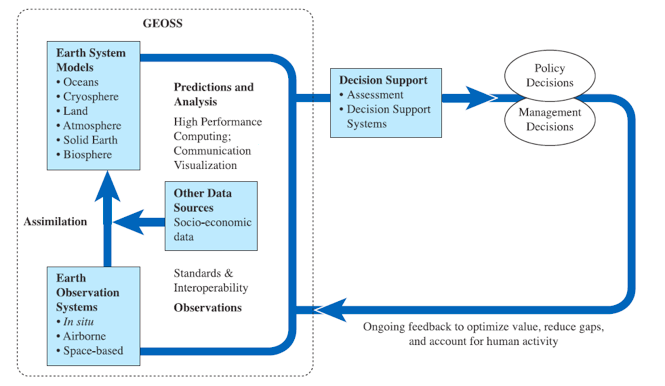 GEOSS
Earth System
Models
• Oceans
• Cryosphere
• Land
• Atmosphere
• Solid Earth
• Biosphere
Predictions and
Analysis
High Performance
Computing;
Communication
Visualization
Decision Support
• Assessment
• Decision Support
Systems
Policy
Decisions
Management
Decisions
Other Data
Sources
Socio-economic
data
Assimilation
Earth
Observation
Systems
• In situ
• Airborne
• Space-based
Standards &
Interoperability
Observations
Ongoing feedback to optimize value, reduce gaps,
and account for human activity